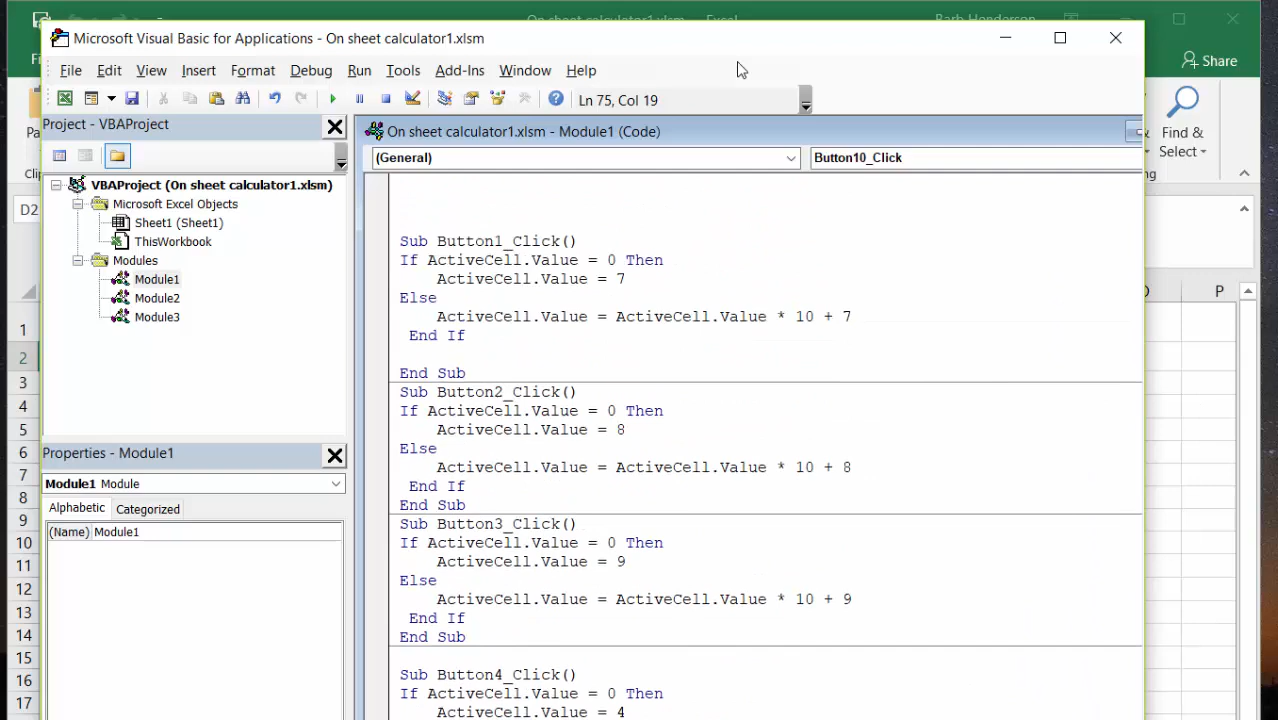 On sheet calculator1.xlsm - Excel
Barb Henderson
Microsoft Visual Basic for Applications - On sheet calculator1.xlsm
Share
File Edit View Insert Format Debug Run Tools Add-Ins Window Help
Ln 75, Col 19
Find &
Select
Project - VBAProject
On sheet calculator1.xlsm - Module1 (Code)
(General)
Button10_Click
VBAProject (On sheet calculator1.xlsm)
Microsoft Excel Objects
Sheet1 (Sheet1)
ThisWorkbook
Modules
Module1
Module2
Module3
D2
Properties - Module1
Module1 Module
Alphabetic Categorized
(Name) Module1
Sub Button1_Click()
If ActiveCell.Value = 0 Then
ActiveCell.Value = 7
Else
ActiveCell.Value = ActiveCell.Value * 10 + 7
End If
End Sub
Sub Button2_Click()
If ActiveCell.Value = 0 Then
ActiveCell.Value = 8
Else
ActiveCell.Value = ActiveCell.Value * 10 + 8
End If
End Sub
Sub Button3_Click()
If ActiveCell.Value = 0 Then
ActiveCell.Value = 9
Else
ActiveCell.Value = ActiveCell.Value * 10 + 9
End If
End Sub
Sub Button4_Click()
If ActiveCell.Value = 0 Then
ActiveCell.Value = 4
P
1
2
3
4
5
6
7
8
9
10
11
12
13
14
15
16
17